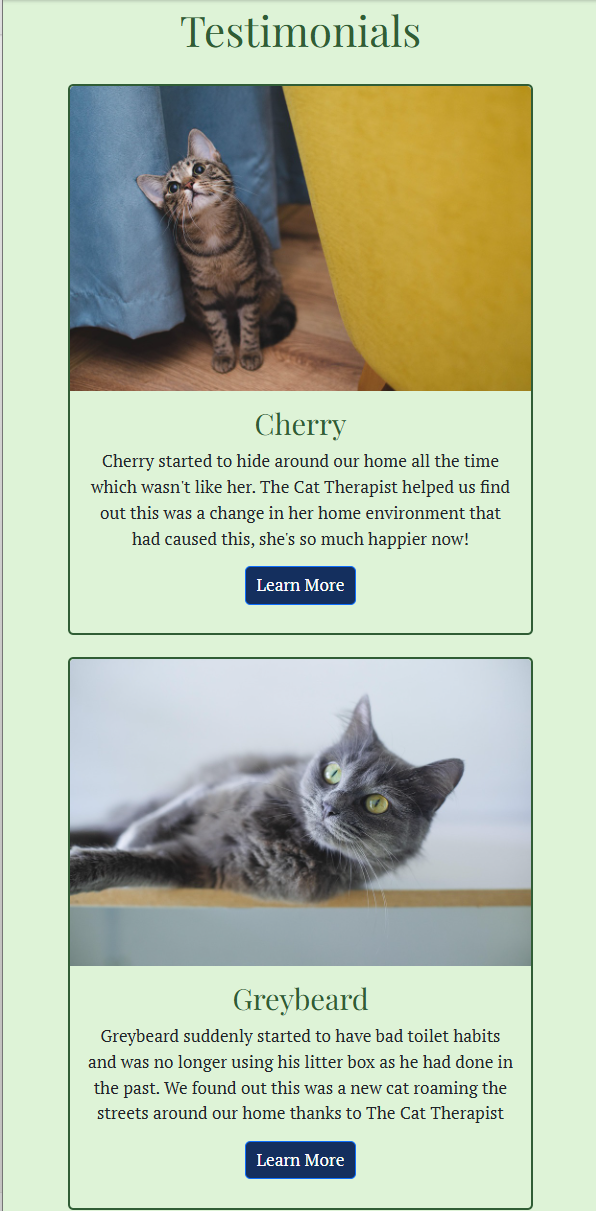 Testimonials
Cherry
Cherry started to hide around our home all the time
which wasn't like her. The Cat Therapist helped us find
out this was a change in her home environment that
had caused this, she's so much happier now!
Learn More
Greybeard
Greybeard suddenly started to have bad toilet habits
and was no longer using his litter box as he had done in
the past. We found out this was a new cat roaming the
streets around our home thanks to The Cat Therapist
Learn More